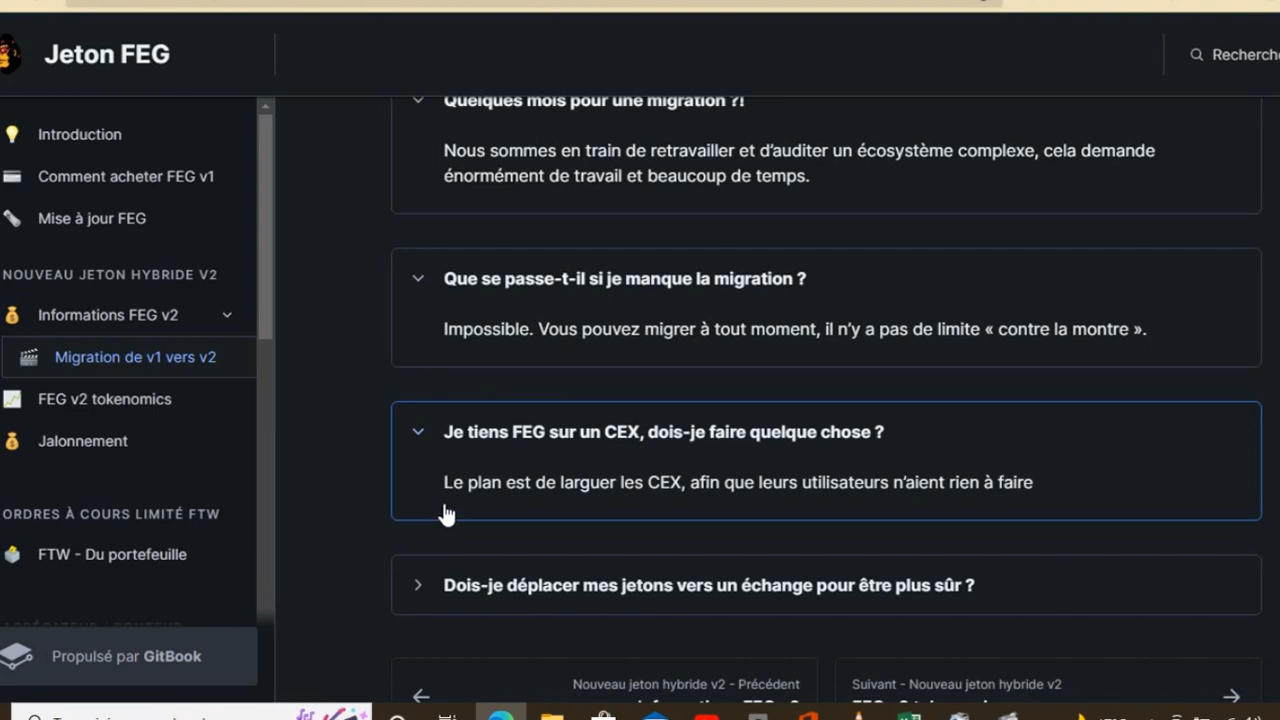 Jeton FEG
Recherche
Introduction
Comment acheter FEG v1
Mise à jour FEG
NOUVEAU JETON HYBRIDE V2
Informations FEG v2
Migration de v1 vers v2
FEG v2 tokenomics
Jalonnement
ORDRES À COURS LIMITÉ FTW
FTW - Du portefeuille
Propulsé par GitBook
Quelques mois pour une migration ?!
Nous sommes en train de retravailler et d’auditer un écosystème complexe, cela demande
énormément de travail et beaucoup de temps.
Que se passe-t-il si je manque la migration ?
Impossible. Vous pouvez migrer à tout moment, il n’y a pas de limite « contre la montre ».
Je tiens FEG sur un CEX, dois-je faire quelque chose ?
Le plan est de larguer les CEX, afin que leurs utilisateurs n’aient rien à faire
Dois-je déplacer mes jetons vers un échange pour être plus sûr ?
Nouveau jeton hybride v2 - Précédent
Suivant - Nouveau jeton hybride v2